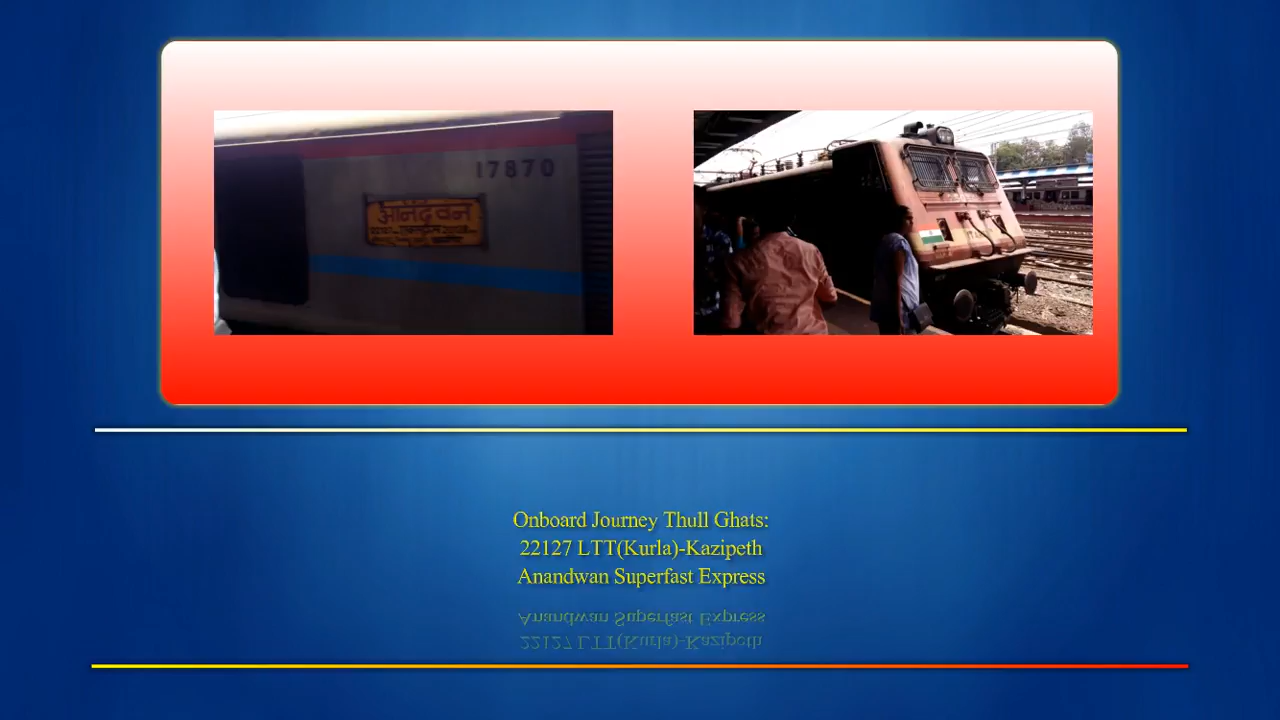 17870
आनंदवन
Onboard Journey Thull Ghats:
22127 LTT(Kurla)-Kazipeth
Anandwan Superfast Express